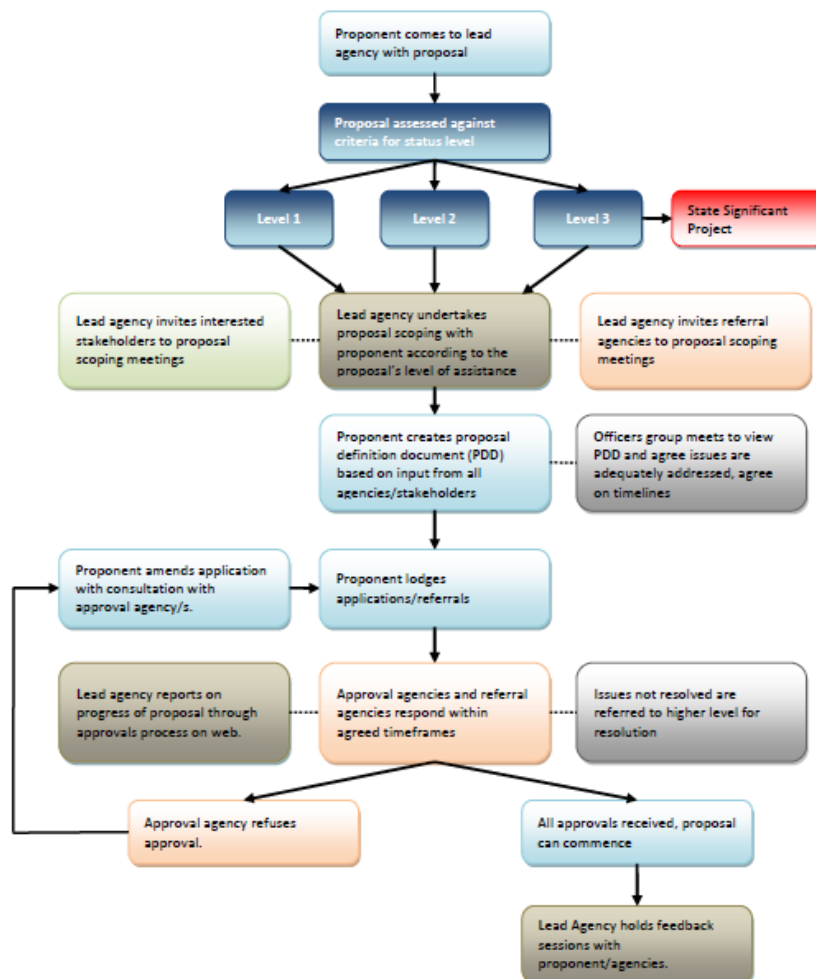 Proponent comes to lead
agency with proposal
Proposal assessed against
criteria for status level
Level 1
Level 2
Level 3
State Significant
Project
Lead agency invites interested
stakeholders to proposal
scoping meetings
Lead agency undertakes
proposal scoping with
proponent according to the
proposal's level of assistance
Lead agency invites referral
agencies to proposal scoping
meetings
Proponent creates proposal
definition document (PDD)
based on input from all
agencies/stakeholders
Officers group meets to view
PDD and agree issues are
adequately addressed, agree
on timelines
Proponent amends application
with consultation with
approval agency/s.
Proponent lodges
applications/referrals
Lead agency reports on
progress of proposal through
approvals process on web.
Approval agencies and referral
agencies respond within
agreed timeframes
Issues not resolved are
referred to higher level for
resolution
Approval agency refuses
approval.
All approvals received, proposal
can commence
Lead Agency holds feedback
sessions with
proponent/agencies.